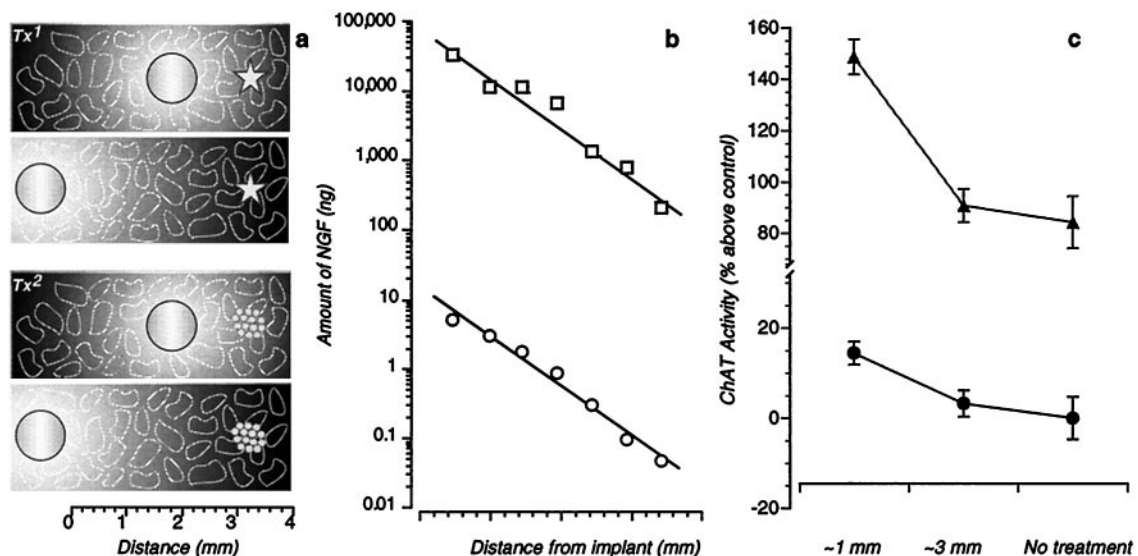 Tx1
a
Tx2
0 1 2 3 4
Distance (mm)
b
100,000
10,000
1,000
100
10
1
0.1
0.01
Amount of NGF (ng)
Distance from implant (mm)
c
160
140
120
100
80
20
0
-20
ChAT Activity (% above control)
~1 mm ~3 mm No treatment